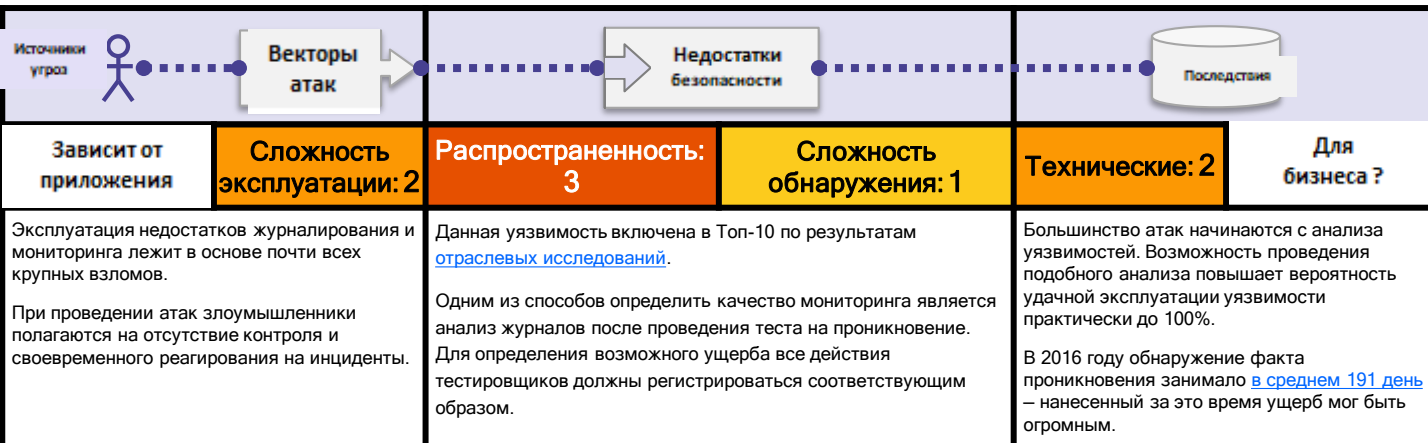 Источники
угроз
Векторы
атак
Недостатки
безопасности
Последствия
Зависит от
приложения
Сложность
эксплуатации: 2
Распространенность:
3
Сложность
обнаружения: 1
Технические: 2
Для
бизнеса ?
Эксплуатация недостатков журналирования и
мониторинга лежит в основе почти всех
крупных взломов.
При проведении атак злоумышленники
полагаются на отсутствие контроля и
своевременного реагирования на инциденты.
Данная уязвимость включена в Топ-10 по результатам
отраслевых исследований.
Одним из способов определить качество мониторинга является
анализ журналов после проведения теста на проникновение.
Для определения возможного ущерба все действия
тестировщиков должны регистрироваться соответствующим
образом.
Большинство атак начинаются с анализа
уязвимостей. Возможность проведения
подобного анализа повышает вероятность
удачной эксплуатации уязвимости
практически до 100%.
В 2016 году обнаружение факта
проникновения занимало в среднем 191 день
– нанесенный за это время ущерб мог быть
огромным.